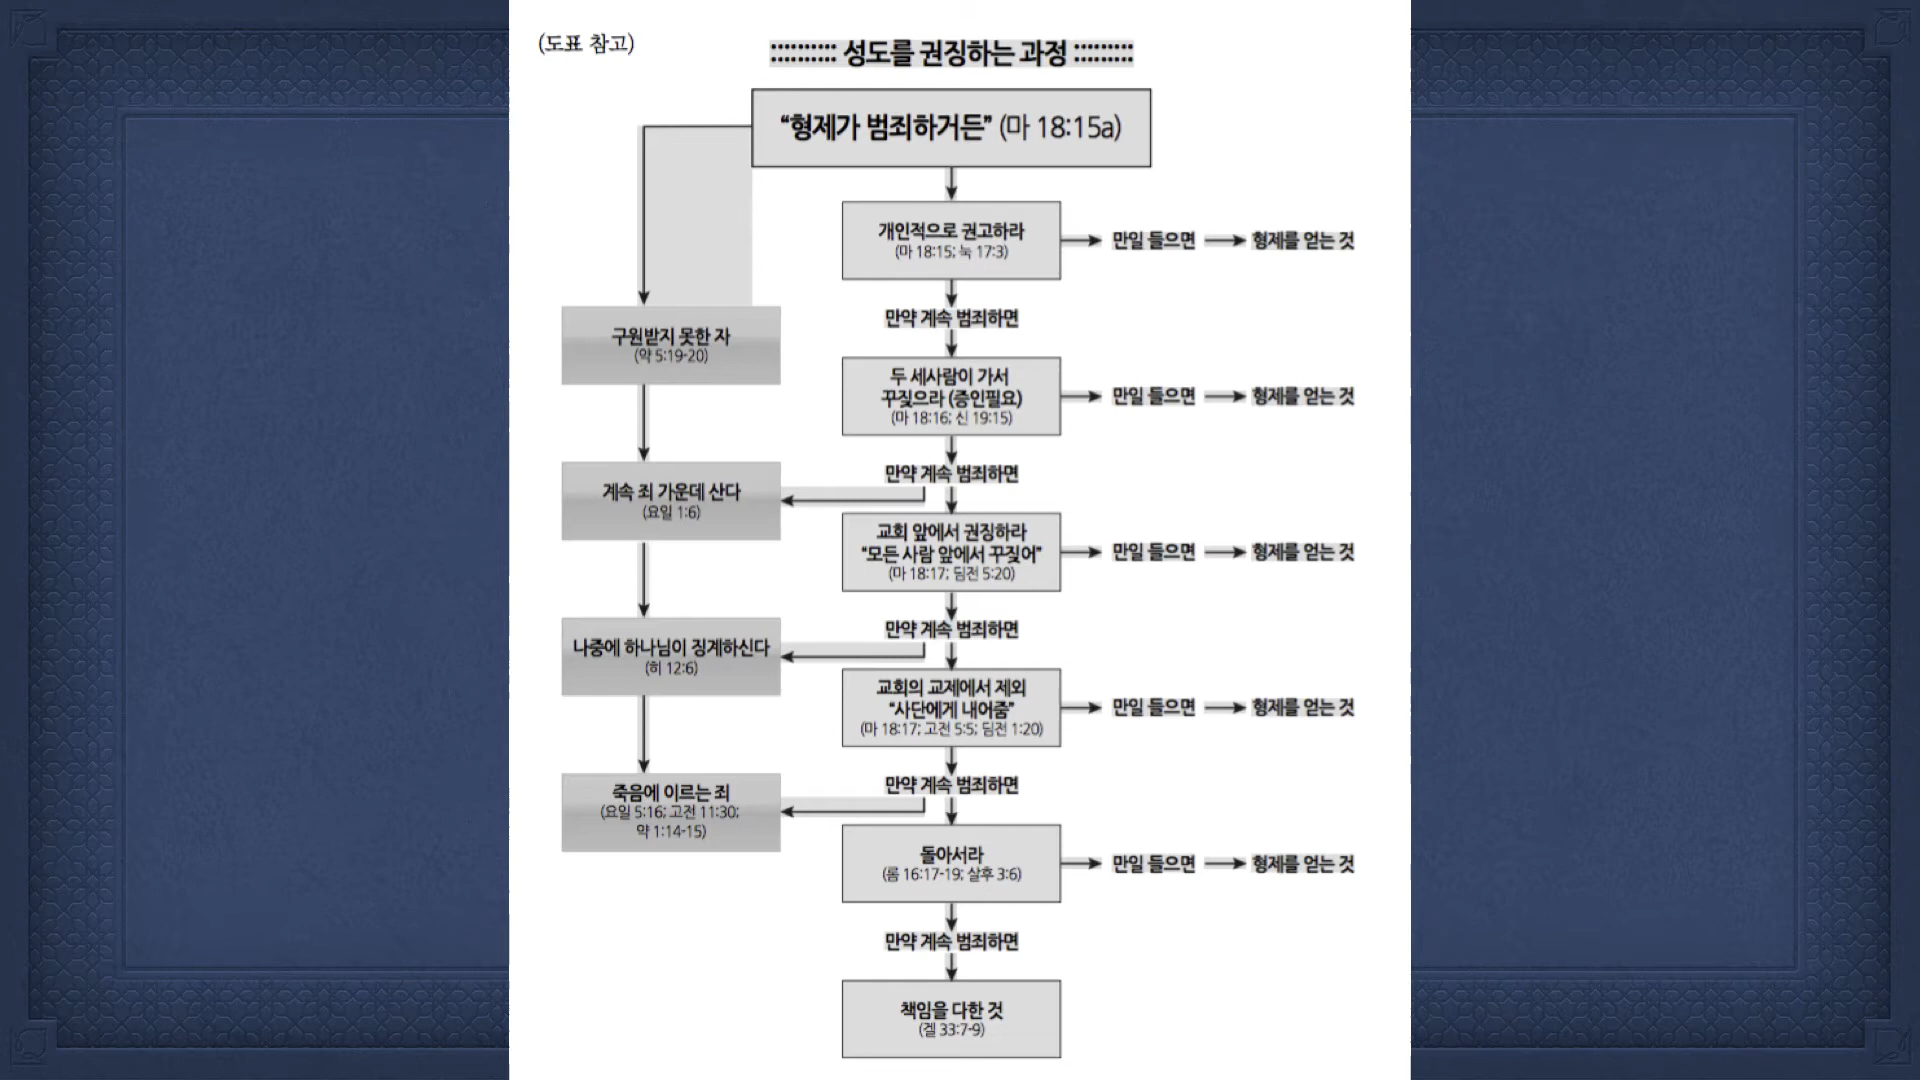 (도표 참고)
성도를 권징하는 과정
“형제가 범죄하거든” (마 18:15a)
개인적으로 권고하라
(마 18:15; 눅 17:3)
만일 들으면
형제를 얻는 것
만약 계속 범죄하면
구원받지 못한 자
(약 5:19-20)
두 세사람이 가서
꾸짖으라 (증인필요)
(마 18:16; 신 19:15)
만일 들으면
형제를 얻는 것
만약 계속 범죄하면
계속 죄 가운데 산다
(요일 1:6)
교회 앞에서 권징하라
“모든 사람 앞에서 꾸짖어”
(마 18:17; 딤전 5:20)
만일 들으면
형제를 얻는 것
만약 계속 범죄하면
나중에 하나님이 징계하신다
(히 12:6)
교회의 교제에서 제외
“사단에게 내어줌”
(마 18:17; 고전 5:5; 딤전 1:20)
만일 들으면
형제를 얻는 것
만약 계속 범죄하면
죽음에 이르는 죄
(요일 5:16; 고전 11:30;
약 1:14-15)
돌아서라
(롬 16:17-19; 살후 3:6)
만일 들으면
형제를 얻는 것
만약 계속 범죄하면
책임을 다한 것
(겔 33:7-9)